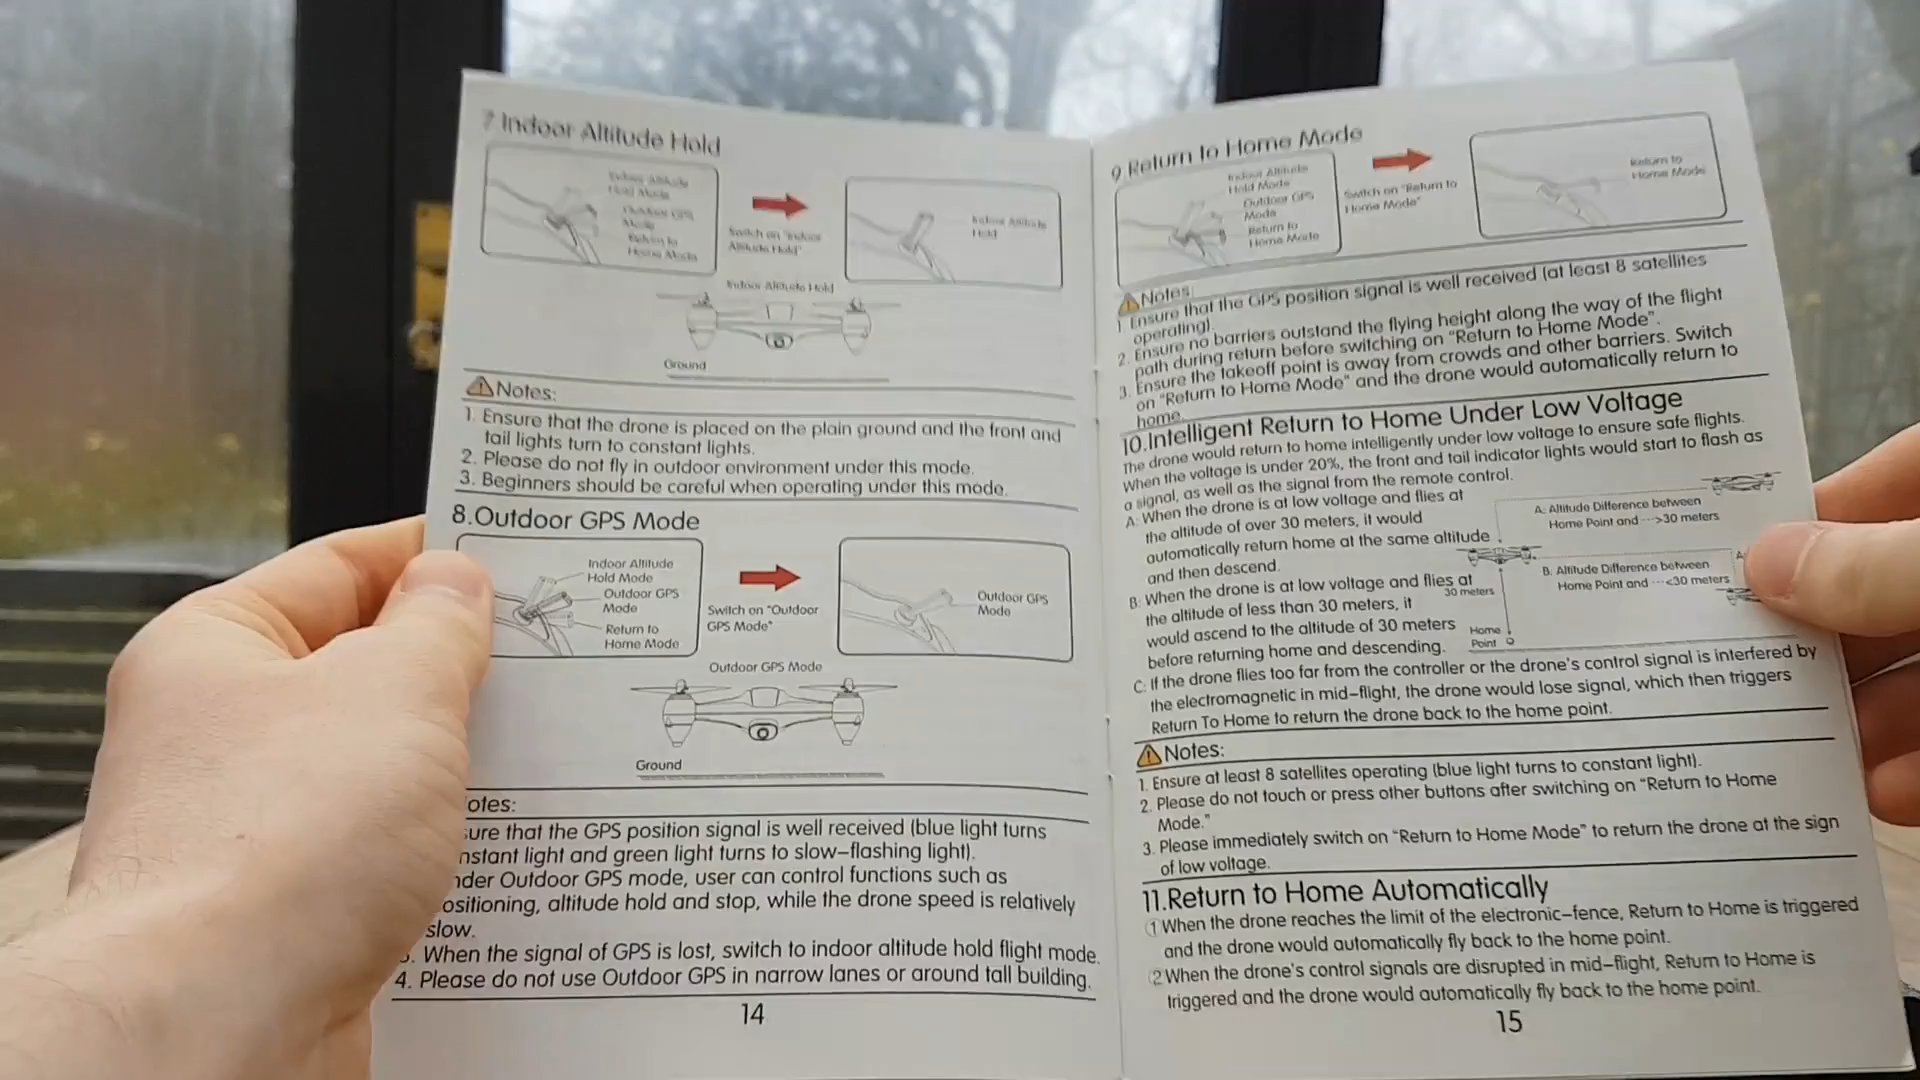 7 Indoor Altitude Hold
Indoor Altitude
Hold Mode
Outdoor GPS
Mode
Return to
Home Mode
Switch on "Indoor
Altitude Hold"
Indoor Altitude
Hold
Indoor Altitude Hold
Ground
Notes:
1. Ensure that the drone is placed on the plain ground and the front and
tail lights turn to constant lights.
2. Please do not fly in outdoor environment under this mode.
3. Beginners should be careful when operating under this mode.
8.Outdoor GPS Mode
Indoor Altitude
Hold Mode
Outdoor GPS
Mode
Return to
Home Mode
Switch on "Outdoor
GPS Mode"
Outdoor GPS
Mode
Outdoor GPS Mode
Ground
otes:
sure that the GPS position signal is well received (blue light turns
nstant light and green light turns to slow-flashing light).
nder Outdoor GPS mode, user can control functions such as
ositioning, altitude hold and stop, while the drone speed is relatively
slow.
3. When the signal of GPS is lost, switch to indoor altitude hold flight mode.
4. Please do not use Outdoor GPS in narrow lanes or around tall building.
14
9 Return to Home Mode
Indoor Altitude
Hold Mode
Outdoor GPS
Mode
Return to
Home Mode
Switch on "Return to
Home Mode"
Return to
Home Mode
Notes:
1 Ensure that the GPS position signal is well received (at least 8 satellites
operating).
2. Ensure no barriers outstand the flying height along the way of the flight
path during return before switching on "Return to Home Mode".
3. Ensure the takeoff point is away from crowds and other barriers. Switch
on "Return to Home Mode" and the drone would automatically return to
home.
10.Intelligent Return to Home Under Low Voltage
The drone would return to home intelligently under low voltage to ensure safe flights.
When the voltage is under 20%, the front and tail indicator lights would start to flash as
a signal, as well as the signal from the remote control.
A: When the drone is at low voltage and flies at
the altitude of over 30 meters, it would
automatically return home at the same altitude
and then descend.
B: When the drone is at low voltage and flies at
the altitude of less than 30 meters, it
would ascend to the altitude of 30 meters
before returning home and descending.
A: Altitude Difference between
Home Point and ···>30 meters
B: Altitude Difference between
Home Point and ···<30 meters
A
30 meters
Home
Point
C: If the drone flies too far from the controller or the drone's control signal is interfered by
the electromagnetic in mid-flight, the drone would lose signal, which then triggers
Return To Home to return the drone back to the home point.
Notes:
1. Ensure at least 8 satellites operating (blue light turns to constant light).
2. Please do not touch or press other buttons after switching on "Return to Home
Mode."
3. Please immediately switch on "Return to Home Mode" to return the drone at the sign
of low voltage.
11.Return to Home Automatically
①When the drone reaches the limit of the electronic-fence, Return to Home is triggered
and the drone would automatically fly back to the home point.
②When the drone's control signals are disrupted in mid-flight, Return to Home is
triggered and the drone would automatically fly back to the home point.
15